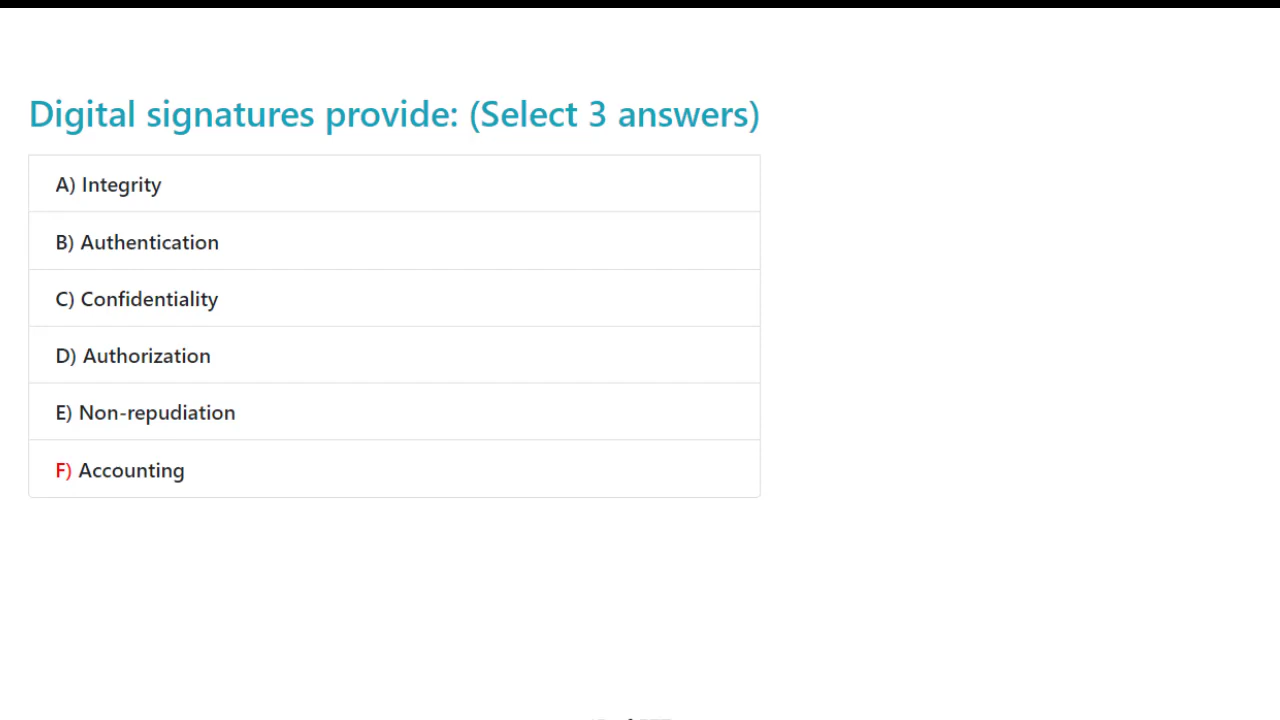 Digital signatures provide: (Select 3 answers)
A) Integrity
B) Authentication
C) Confidentiality
D) Authorization
E) Non-repudiation
F) Accounting